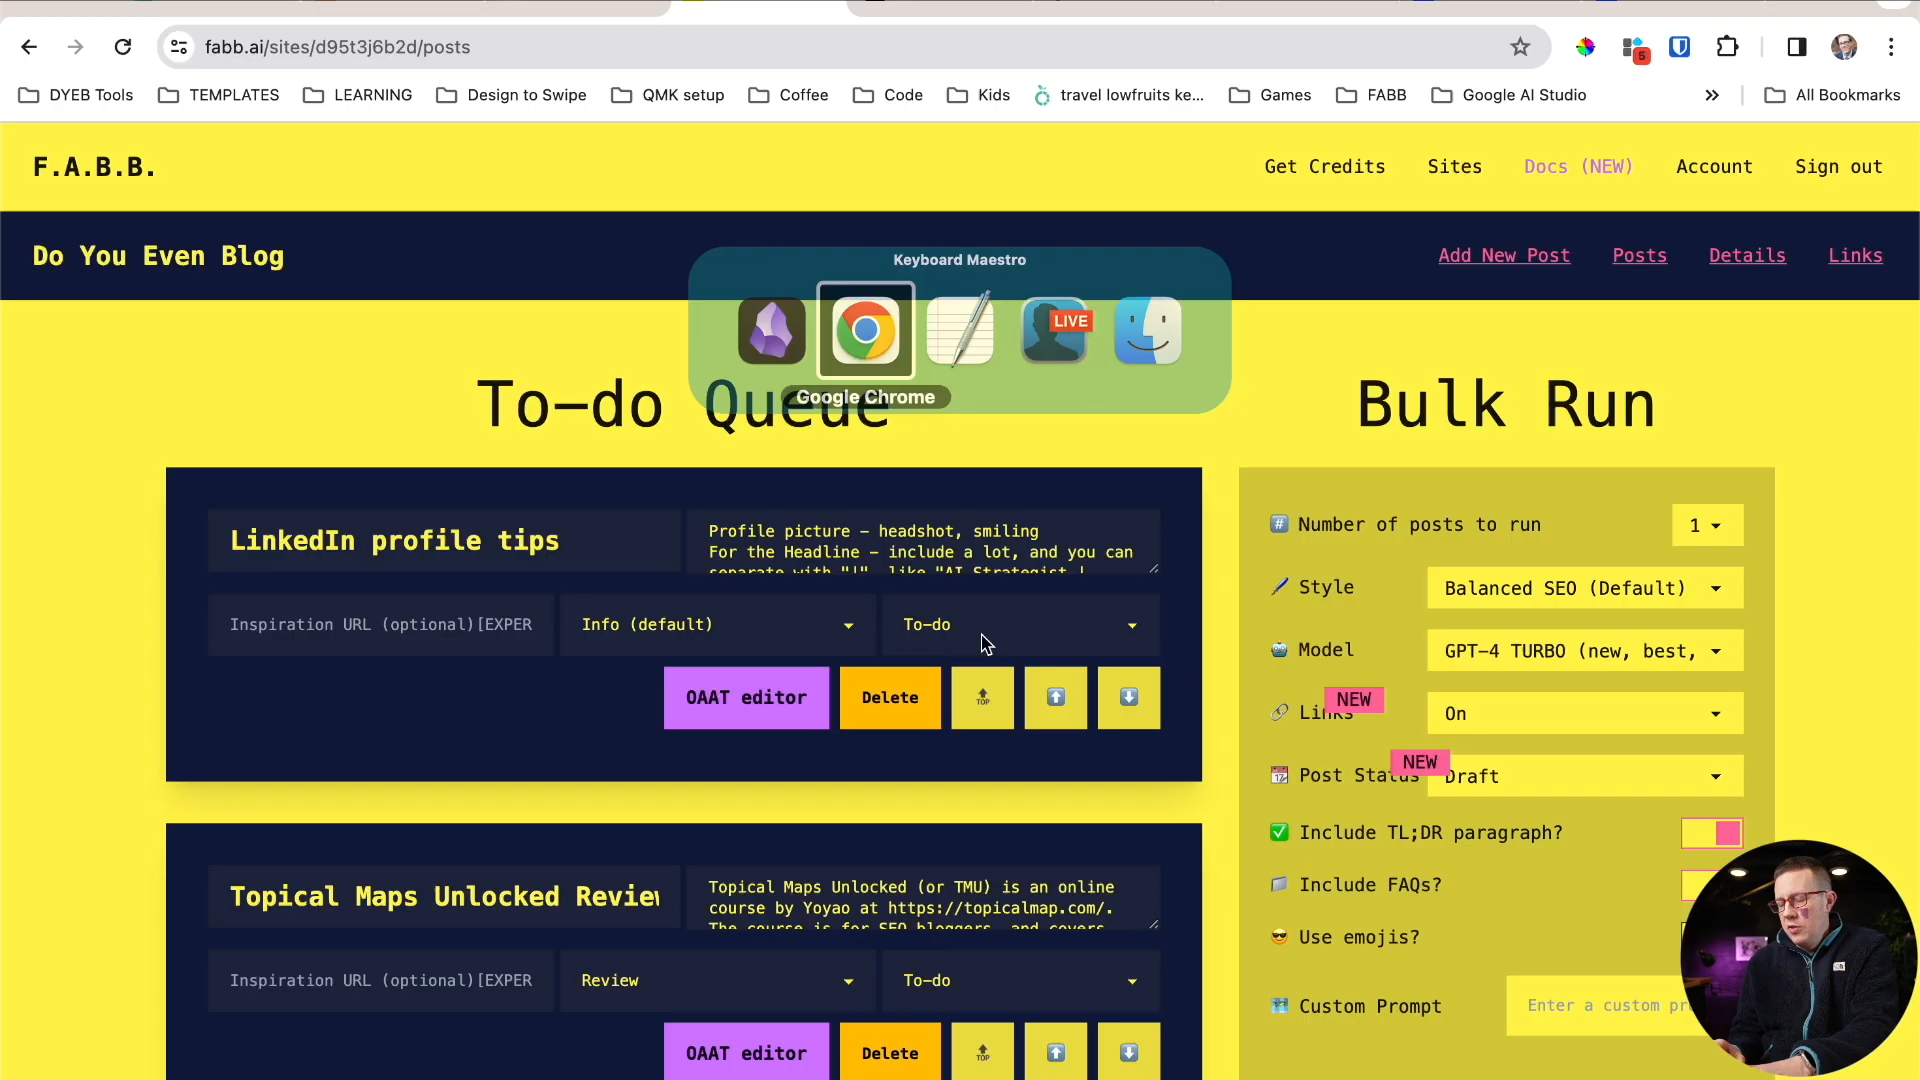 fabb.ai/sites/d95t3j6b2d/posts
5
DYEB Tools TEMPLATES LEARNING Design to Swipe QMK setup Coffee Code Kids travel lowfruits ke... Games FABB Google AI Studio » All Bookmarks
F.A.B.B. Get Credits Sites Docs (NEW) Account Sign out
Do You Even Blog Add New Post Posts Details Links
Keyboard Maestro
LIVE
Google Chrome
To-do Queue
LinkedIn profile tips
Profile picture - headshot, smiling
For the Headline - include a lot, and you can
separate with "|", like "AI Strategist |
Inspiration URL (optional)[EXPER Info (default) To-do
OAAT editor Delete TOP
Topical Maps Unlocked Review
Topical Maps Unlocked (or TMU) is an online
course by Yoyao at https://topicalmap.com/.
The course is for SEO bloggers, and covers
Inspiration URL (optional)[EXPER Review To-do
OAAT editor Delete TOP
Bulk Run
# Number of posts to run 1
Style Balanced SEO (Default)
Model GPT-4 TURBO (new, best,
NEW
Links On
NEW
Post Status Draft
Include TL;DR paragraph?
Include FAQs?
Use emojis?
Custom Prompt Enter a custom pr